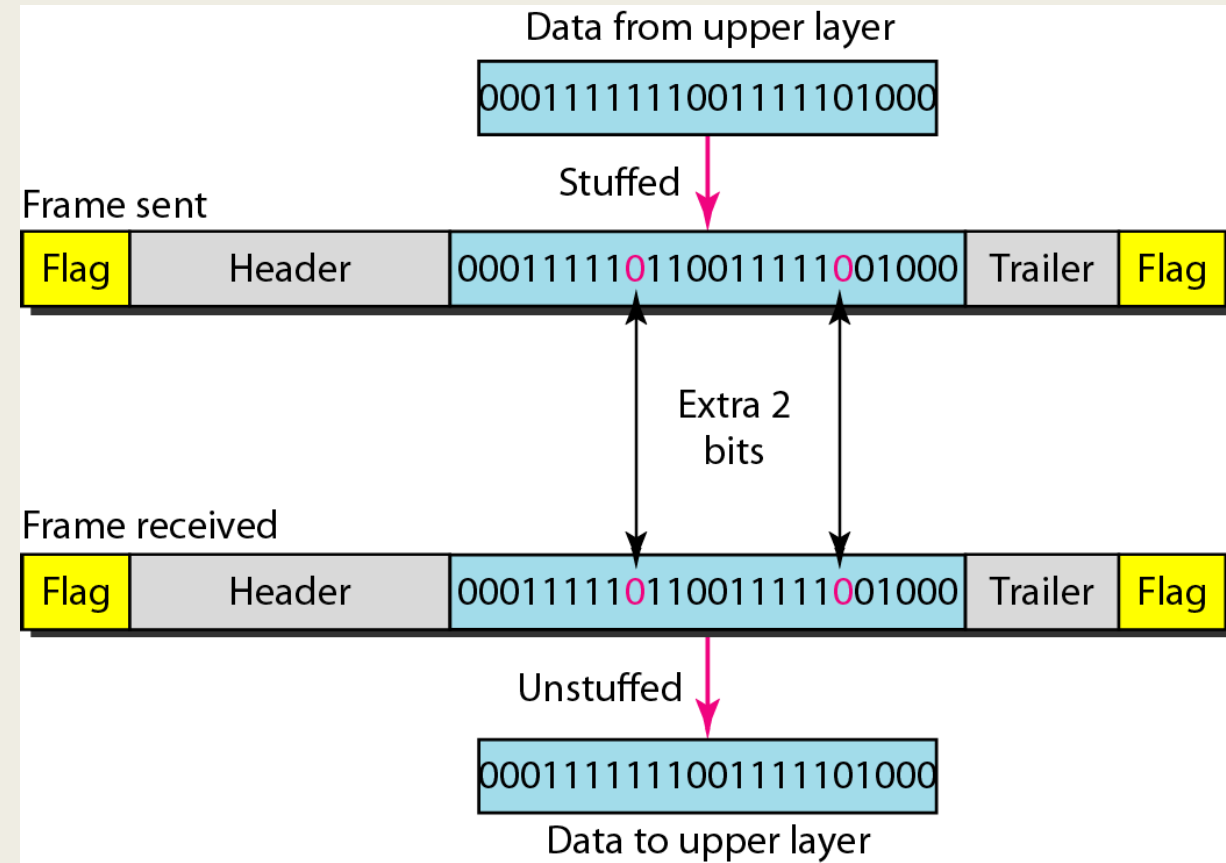 Data from upper layer
0001111111001111101000
Stuffed
Frame sent
Flag Header 000111110110011111001000 Trailer Flag
Extra 2
bits
Frame received
Flag Header 000111110110011111001000 Trailer Flag
Unstuffed
0001111111001111101000
Data to upper layer